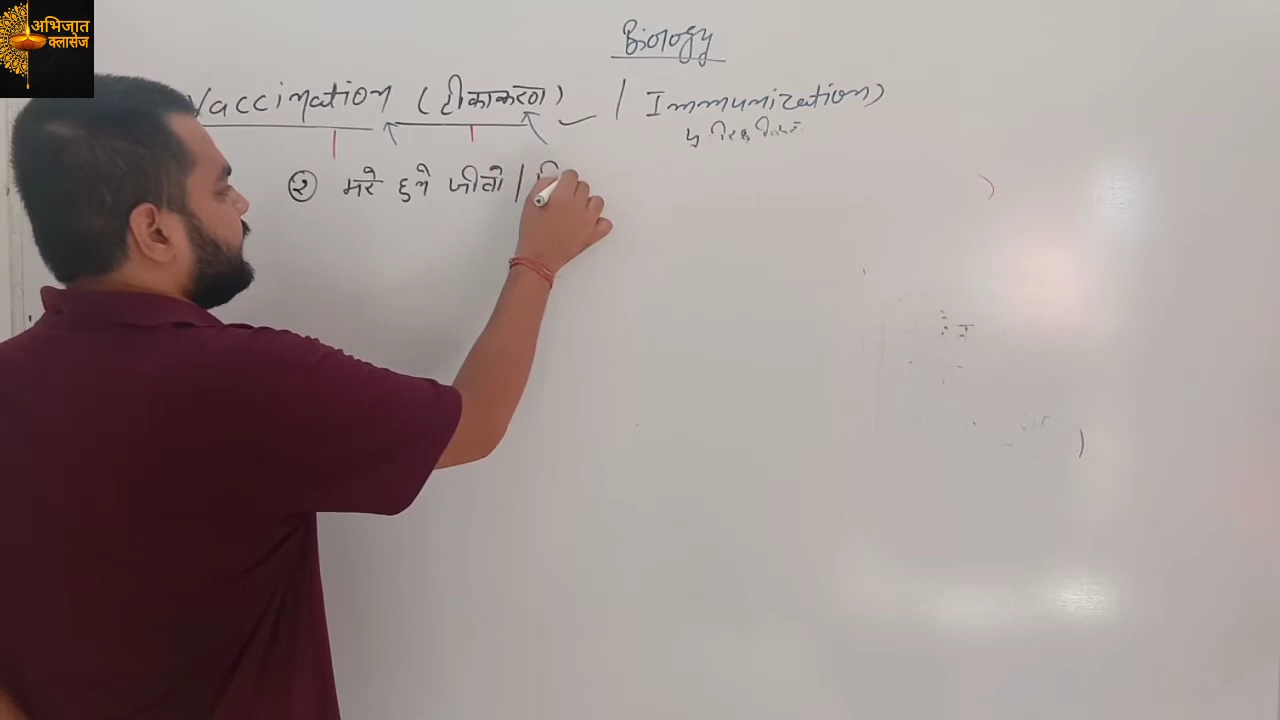 अभिजात
क्लासेज
Biology
Vaccination (टीकाकरण) / Immunization)
② मरे हुये जीवो /